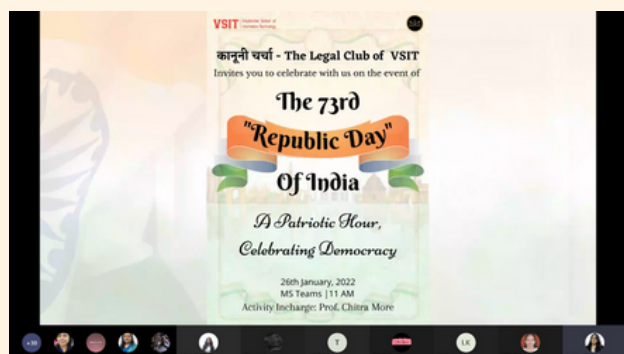 VSIT
कानूनी चर्चा - The Legal Club of VSIT
Invites you to celebrate with us on the event of
The 73rd
"Republic Day"
Of India
A Patriotic Hour,
Celebrating Democracy
26th January, 2022
MS Teams |11 AM
Activity Incharge: Prof. Chitra More
T
LK